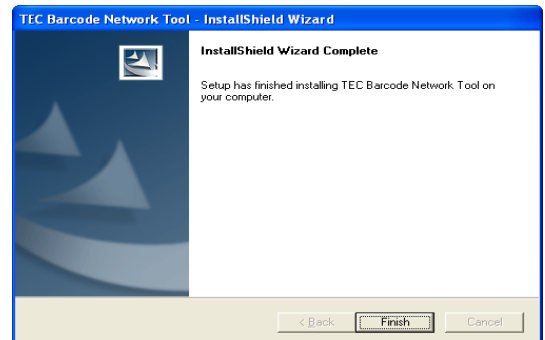 TEC Barcode Network Tool - InstallShield Wizard
InstallShield Wizard Complete
Setup has finished installing TEC Barcode Network Tool on
your computer.
< Back
Finish
Cancel